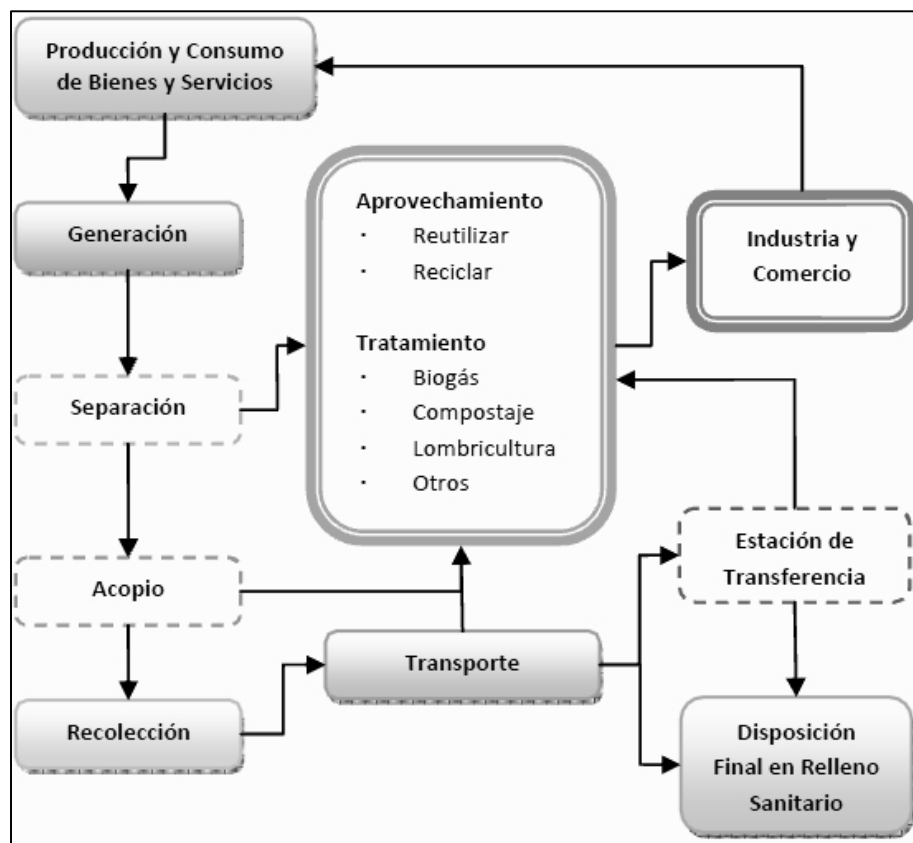 Producción y Consumo
de Bienes y Servicios
Generación
Separación
Acopio
Recolección
Aprovechamiento
· Reutilizar
· Reciclar
Tratamiento
· Biogás
· Compostaje
· Lombricultura
· Otros
Transporte
Industria y
Comercio
Estación de
Transferencia
Disposición
Final en Relleno
Sanitario